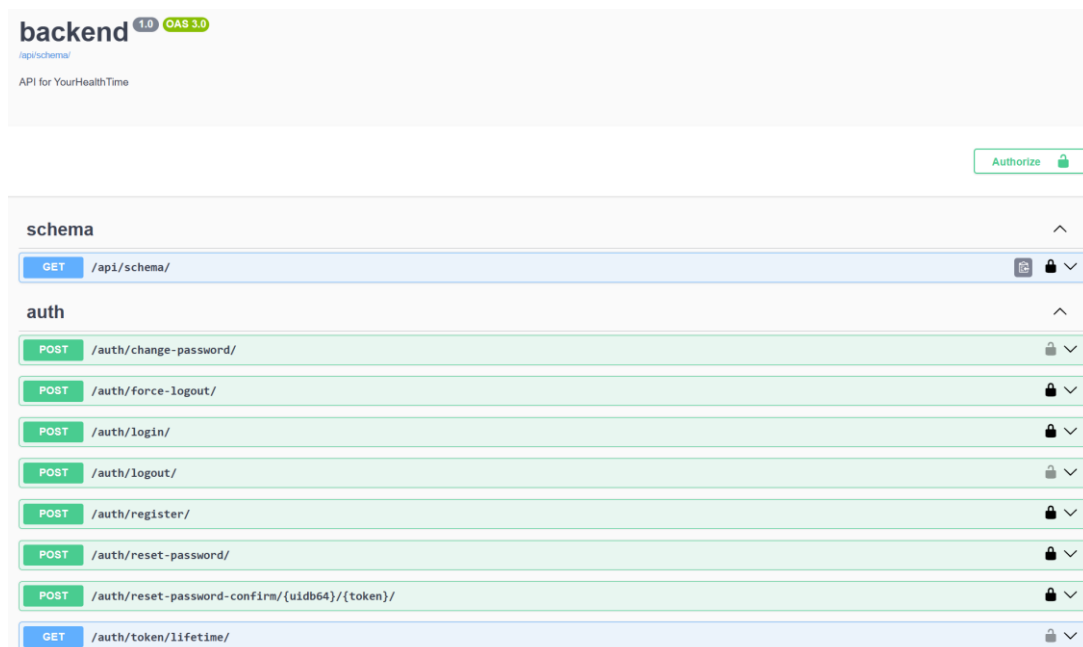 backend 1.0 OAS 3.0
/api/schema/
API for YourHealthTime
Authorize
schema
GET /api/schema/
auth
POST /auth/change-password/
POST /auth/force-logout/
POST /auth/login/
POST /auth/logout/
POST /auth/register/
POST /auth/reset-password/
POST /auth/reset-password-confirm/{uidb64}/{token}/
GET /auth/token/lifetime/